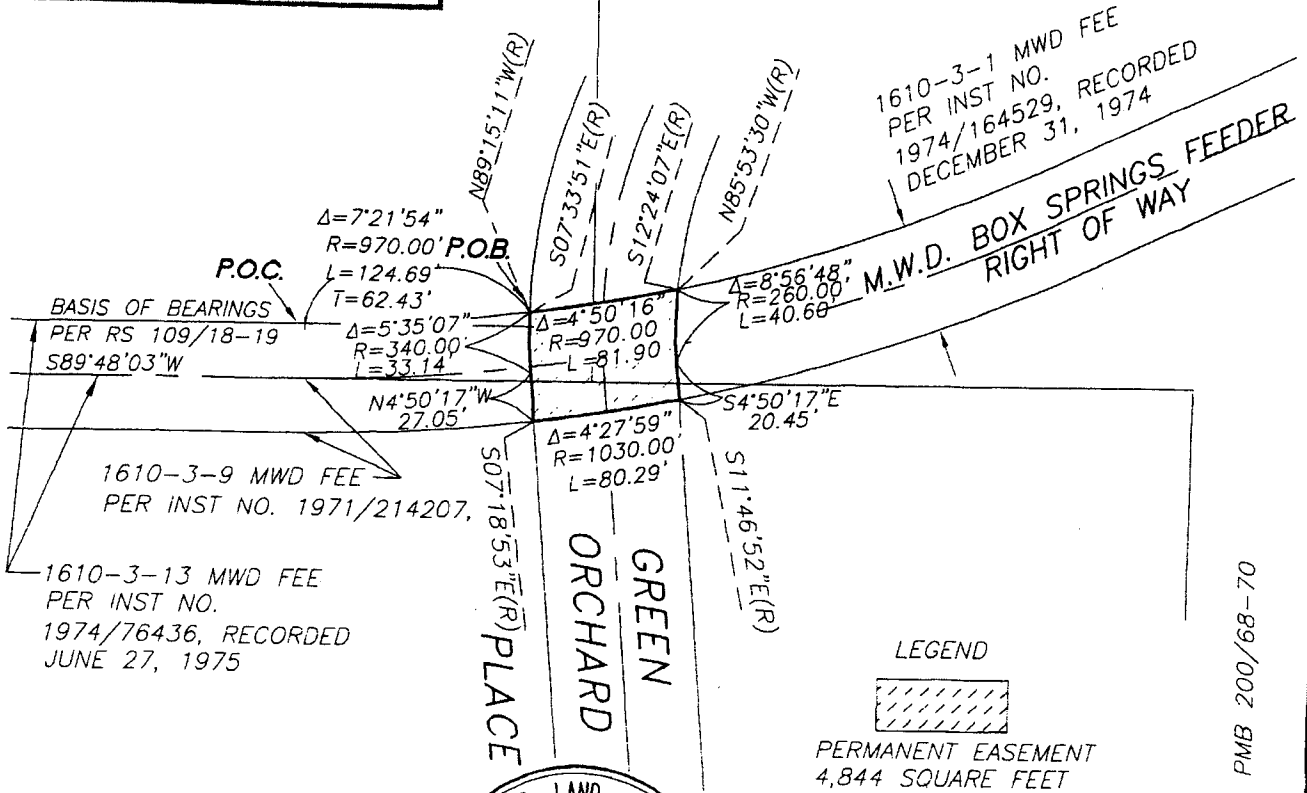 1610-3-1 MWD FEE
PER INST NO.
1974/164529, RECORDED
DECEMBER 31, 1974
M.W.D. BOX SPRINGS FEEDER
RIGHT OF WAY
N89°15'11"W(R)
S07°33'51"E(R)
S12°24'07"E(R)
N85°53'30"W(R)
Δ=7°21'54"
R=970.00'
L=124.69'
T=62.43'
P.O.B.
P.O.C.
BASIS OF BEARINGS
PER RS 109/18-19
S89°48'03"W
Δ=5°35'07"
R=340.00'
L=33.14'
Δ=4°50'16"
R=970.00
L=81.90
Δ=8°56'48"
R=260.00'
L=40.60'
N4°50'17"W
27.05'
S4°50'17"E
20.45'
Δ=4°27'59"
R=1030.00'
L=80.29'
S07°18'53"E(R)
S11°46'52"E(R)
1610-3-9 MWD FEE
PER INST NO. 1971/214207,
1610-3-13 MWD FEE
PER INST NO.
1974/76436, RECORDED
JUNE 27, 1975
GREEN
ORCHARD
PLACE
LEGEND
PERMANENT EASEMENT
4,844 SQUARE FEET
PMB 200/68-70
LAND